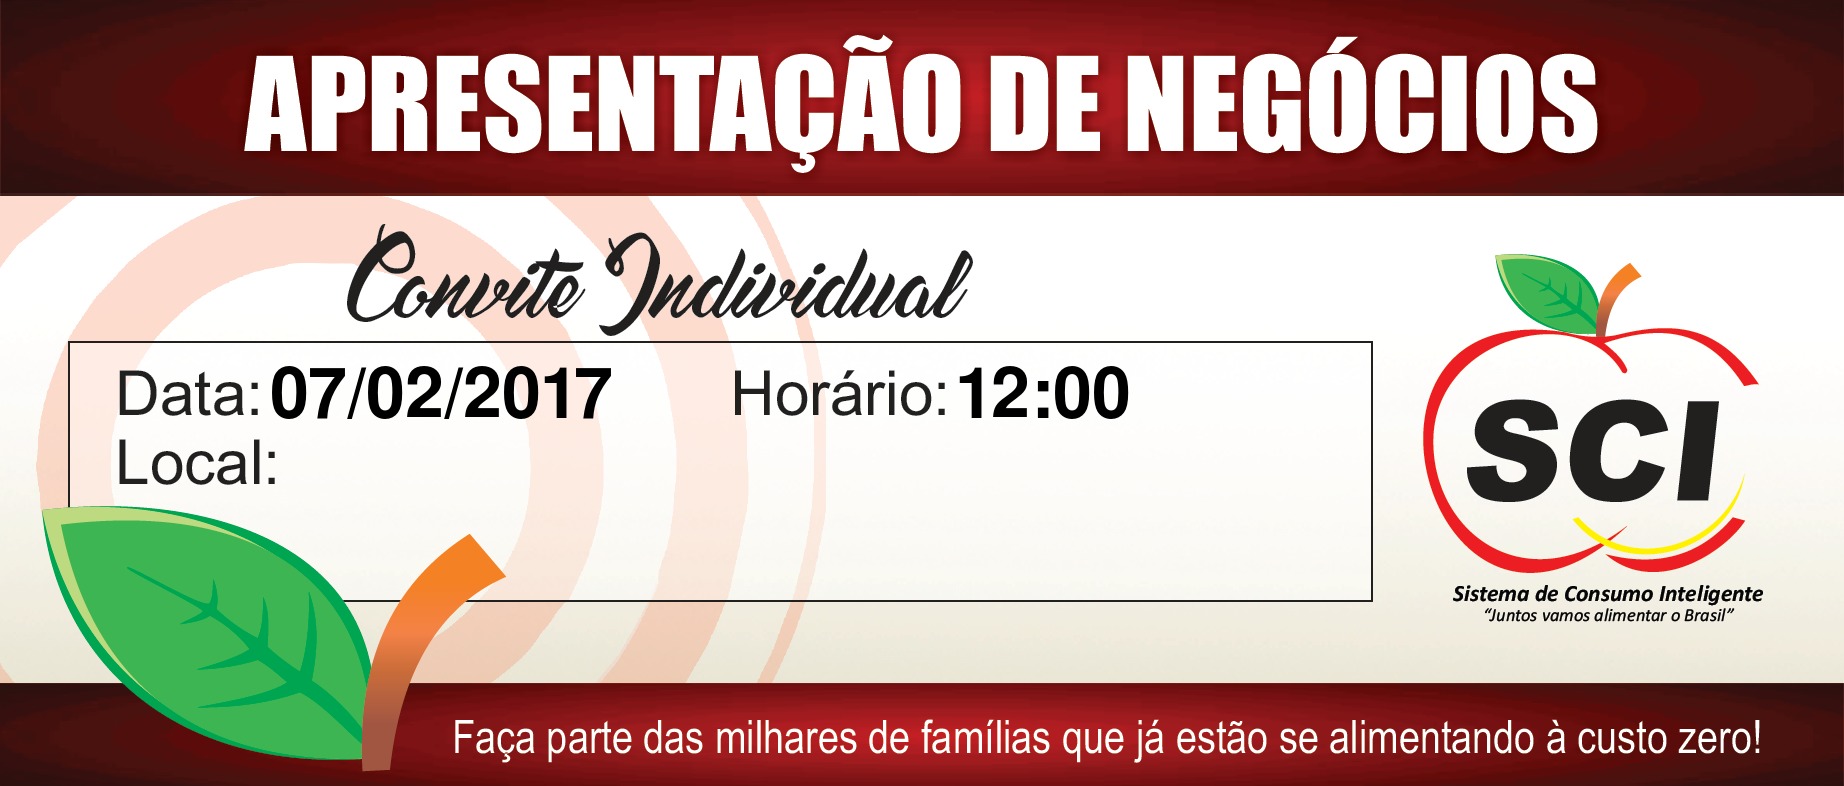 APRESENTAÇÃO DE NEGÓCIOS
Convite Individual
Data: 07/02/2017 Horário: 12:00
Local:
SCI
Sistema de Consumo Inteligente
“Juntos vamos alimentar o Brasil”
Faça parte das milhares de famílias que já estão se alimentando à custo zero!